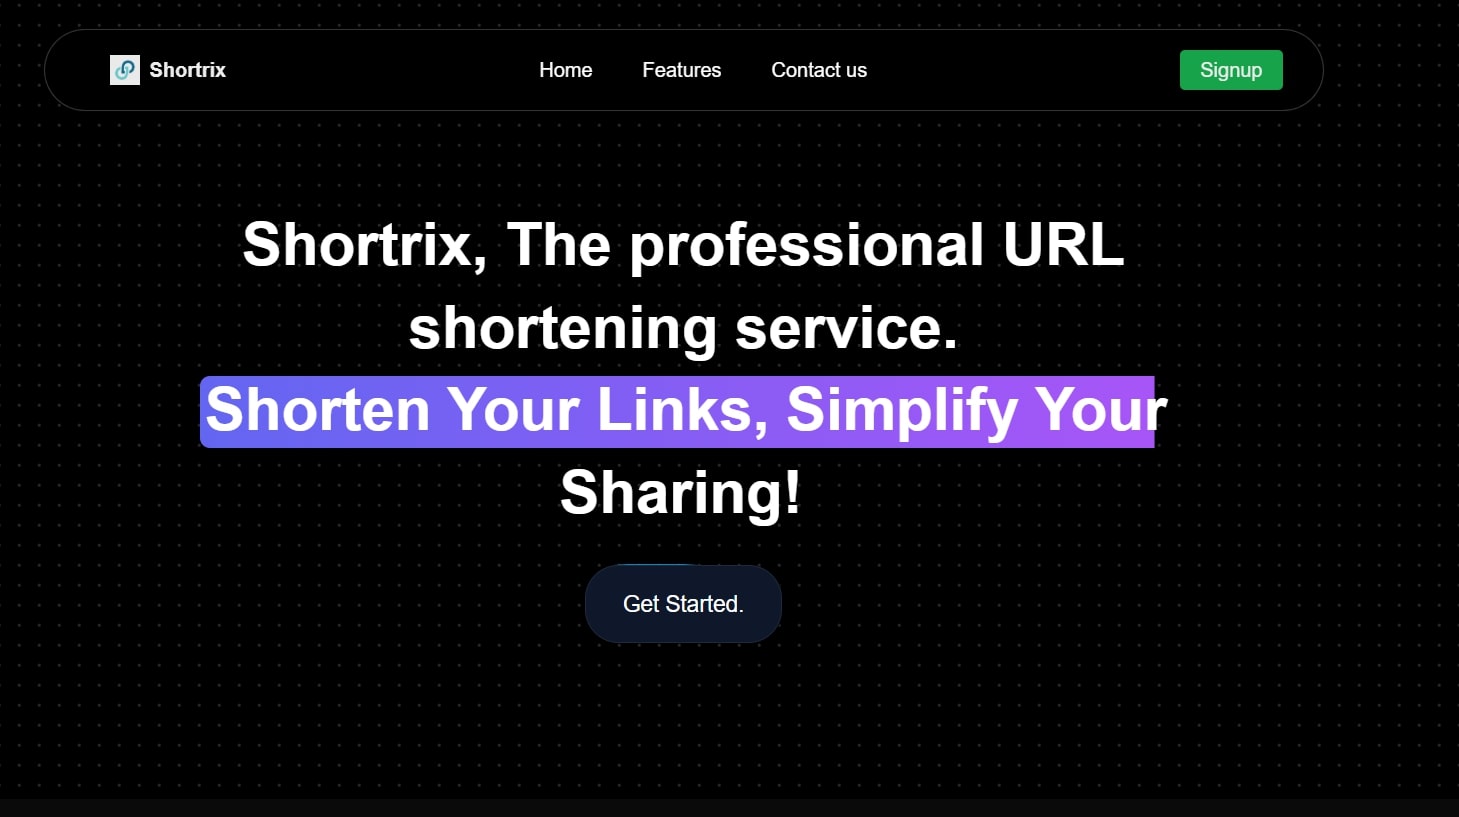 Shortrix
Home Features Contact us
Signup
Shortrix, The professional URL
shortening service.
Shorten Your Links, Simplify Your
Sharing!
Get Started.